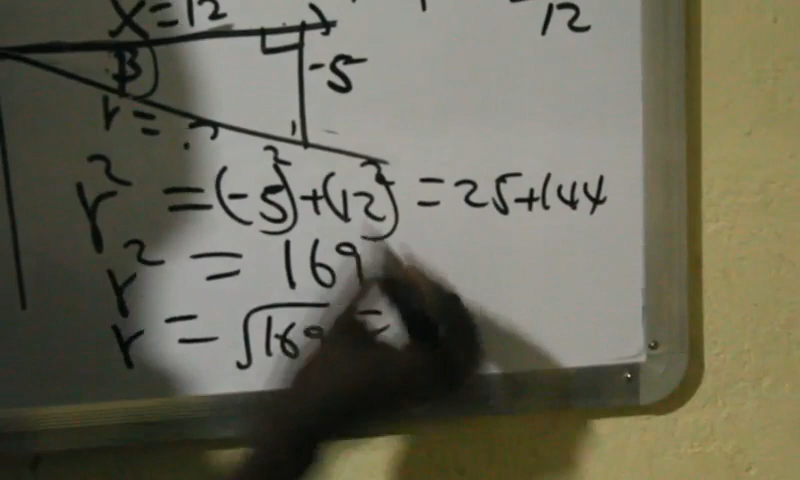 x=12
12
B
-5
r=?
r² =(-5)²+(12)² =25+144
r² = 169
r = √169 =